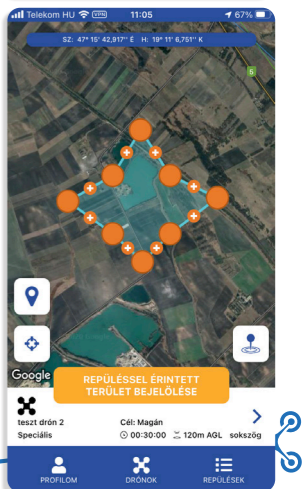 Telekom HU VPN 11:05 67%
SZ: 47° 15' 42,917'' É H: 19° 11' 6,751'' K
5
Google
REPÜLÉSSEL ÉRINTETT
TERÜLET BEJELÖLÉSE
teszt drón 2 Cél: Magán
Speciális 00:30:00 120m AGL sokszög
PROFILOM DRÓNOK REPÜLÉSEK